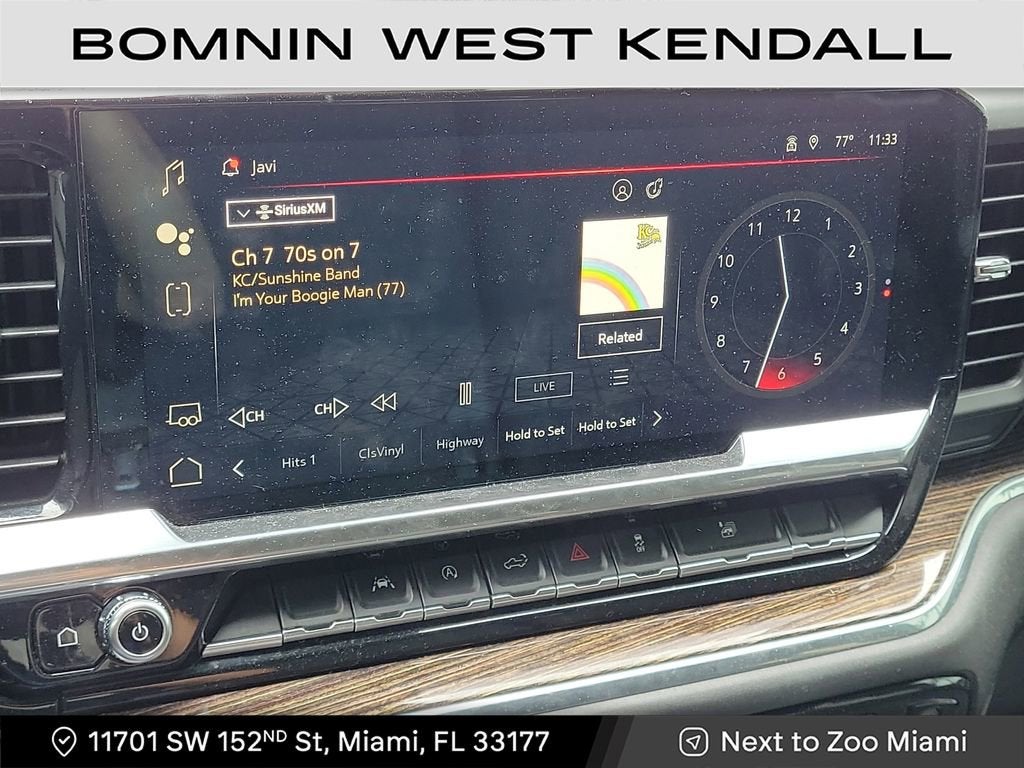 BOMNIN WEST KENDALL
Javi
77° 11:33
SiriusXM
Ch 7 70s on 7
KC/Sunshine Band
I'm Your Boogie Man (77)
KC
Related
12
1
2
3
4
5
6
7
8
9
10
11
CH
CH
LIVE
Hits 1
ClsVinyl
Highway
Hold to Set
Hold to Set
A
OFF
11701 SW 152ND St, Miami, FL 33177
Next to Zoo Miami